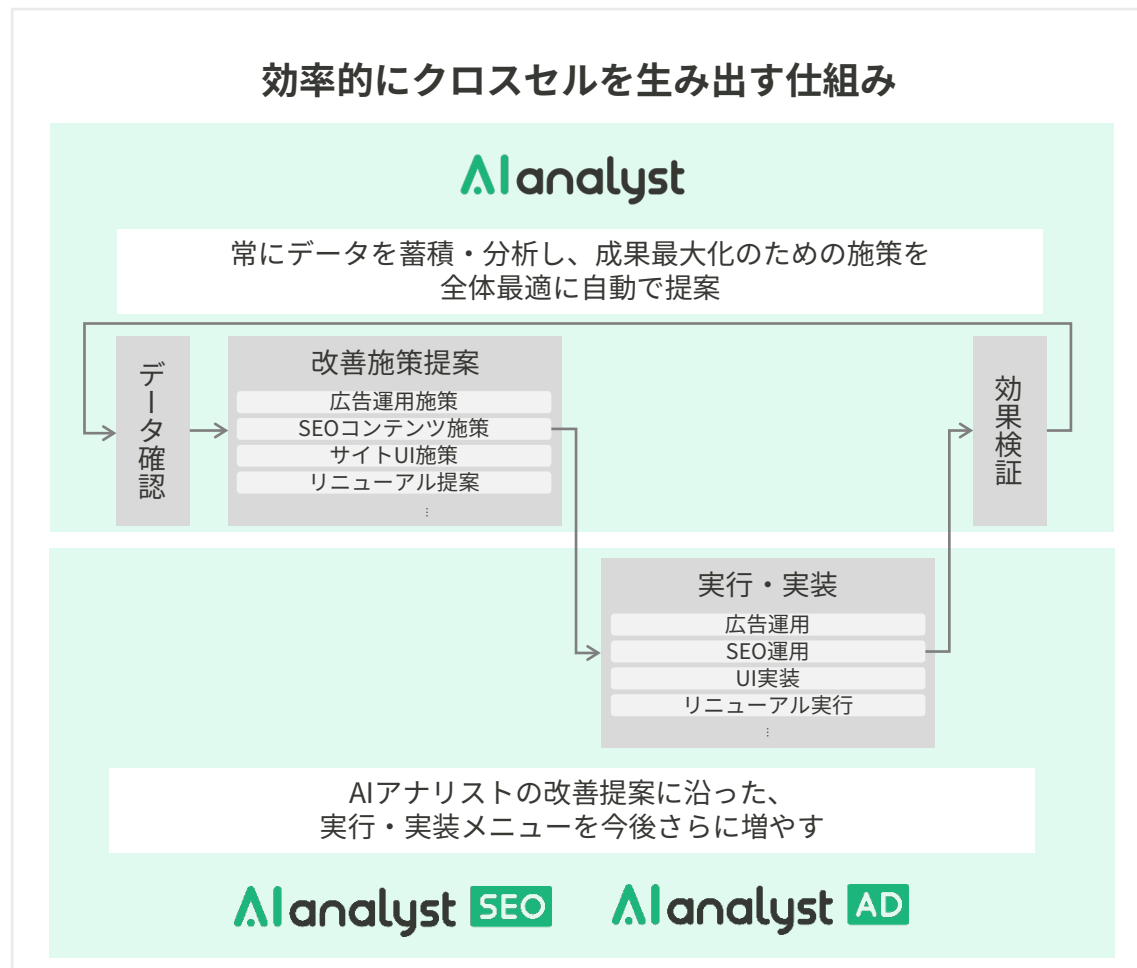 効率的にクロスセルを生み出す仕組み
AI analyst
常にデータを蓄積・分析し、成果最大化のための施策を
全体最適に自動で提案
データ確認
改善施策提案
広告運用施策
SEOコンテンツ施策
サイトUI施策
リニューアル提案
⋮
効果検証
実行・実装
広告運用
SEO運用
UI実装
リニューアル実行
⋮
AIアナリストの改善提案に沿った、
実行・実装メニューを今後さらに増やす
AI analyst SEO
AI analyst AD